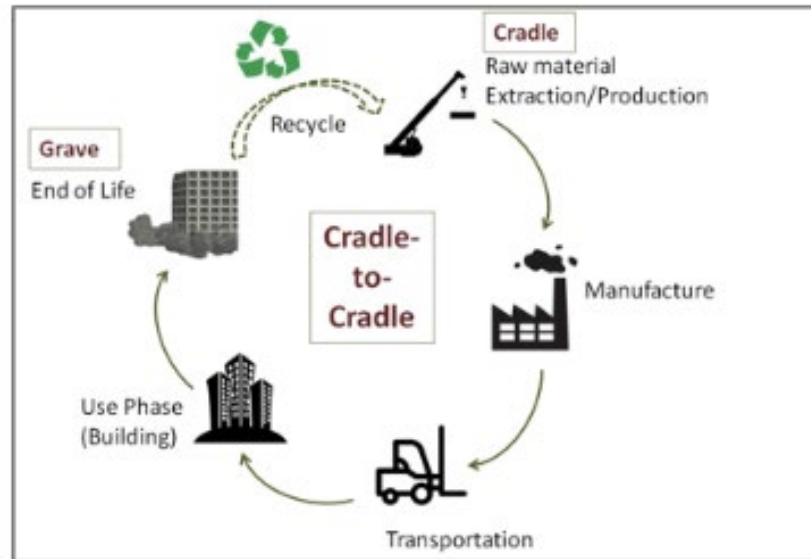 Cradle
Raw material
Extraction/Production
Recycle
Grave
End of Life
Cradle-
to-
Cradle
Manufacture
Use Phase
(Building)
Transportation